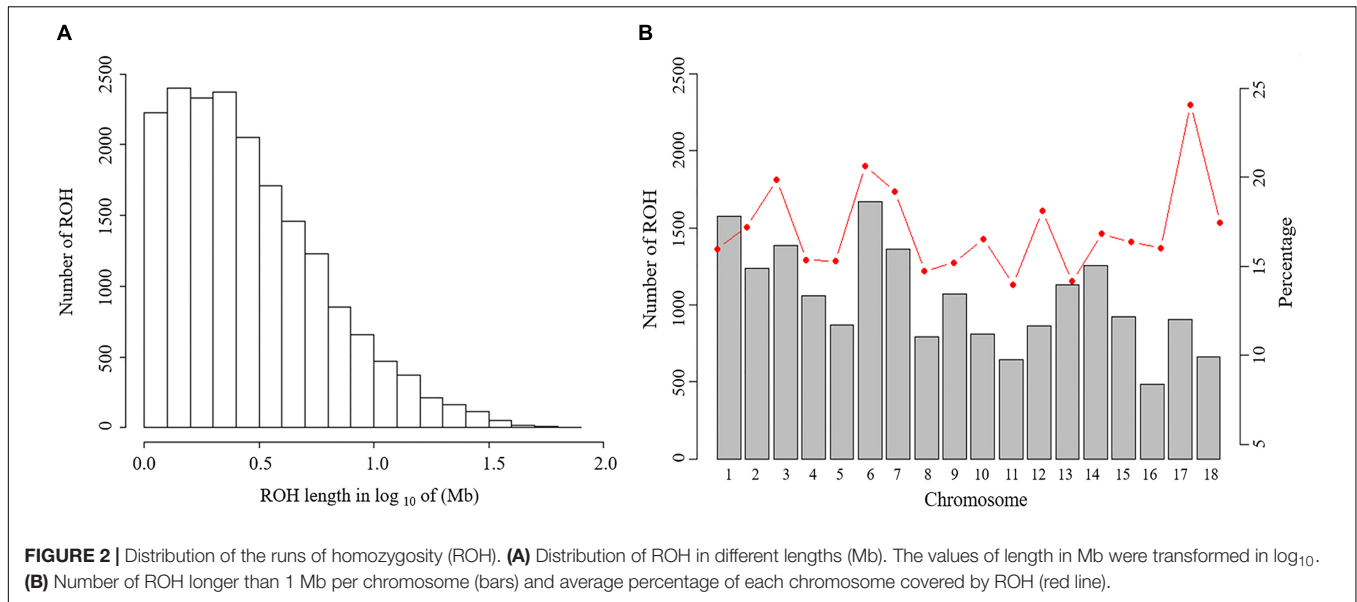 A
Number of ROH
2500
2000
1500
1000
500
0
0.0 0.5 1.0 1.5 2.0
ROH length in log 10 of (Mb)
B
Number of ROH
2500
2000
1500
1000
500
0
25
20
15
10
5
Percentage
1 2 3 4 5 6 7 8 9 10 11 12 13 14 15 16 17 18
Chromosome
FIGURE 2 | Distribution of the runs of homozygosity (ROH). (A) Distribution of ROH in different lengths (Mb). The values of length in Mb were transformed in log10.
(B) Number of ROH longer than 1 Mb per chromosome (bars) and average percentage of each chromosome covered by ROH (red line).